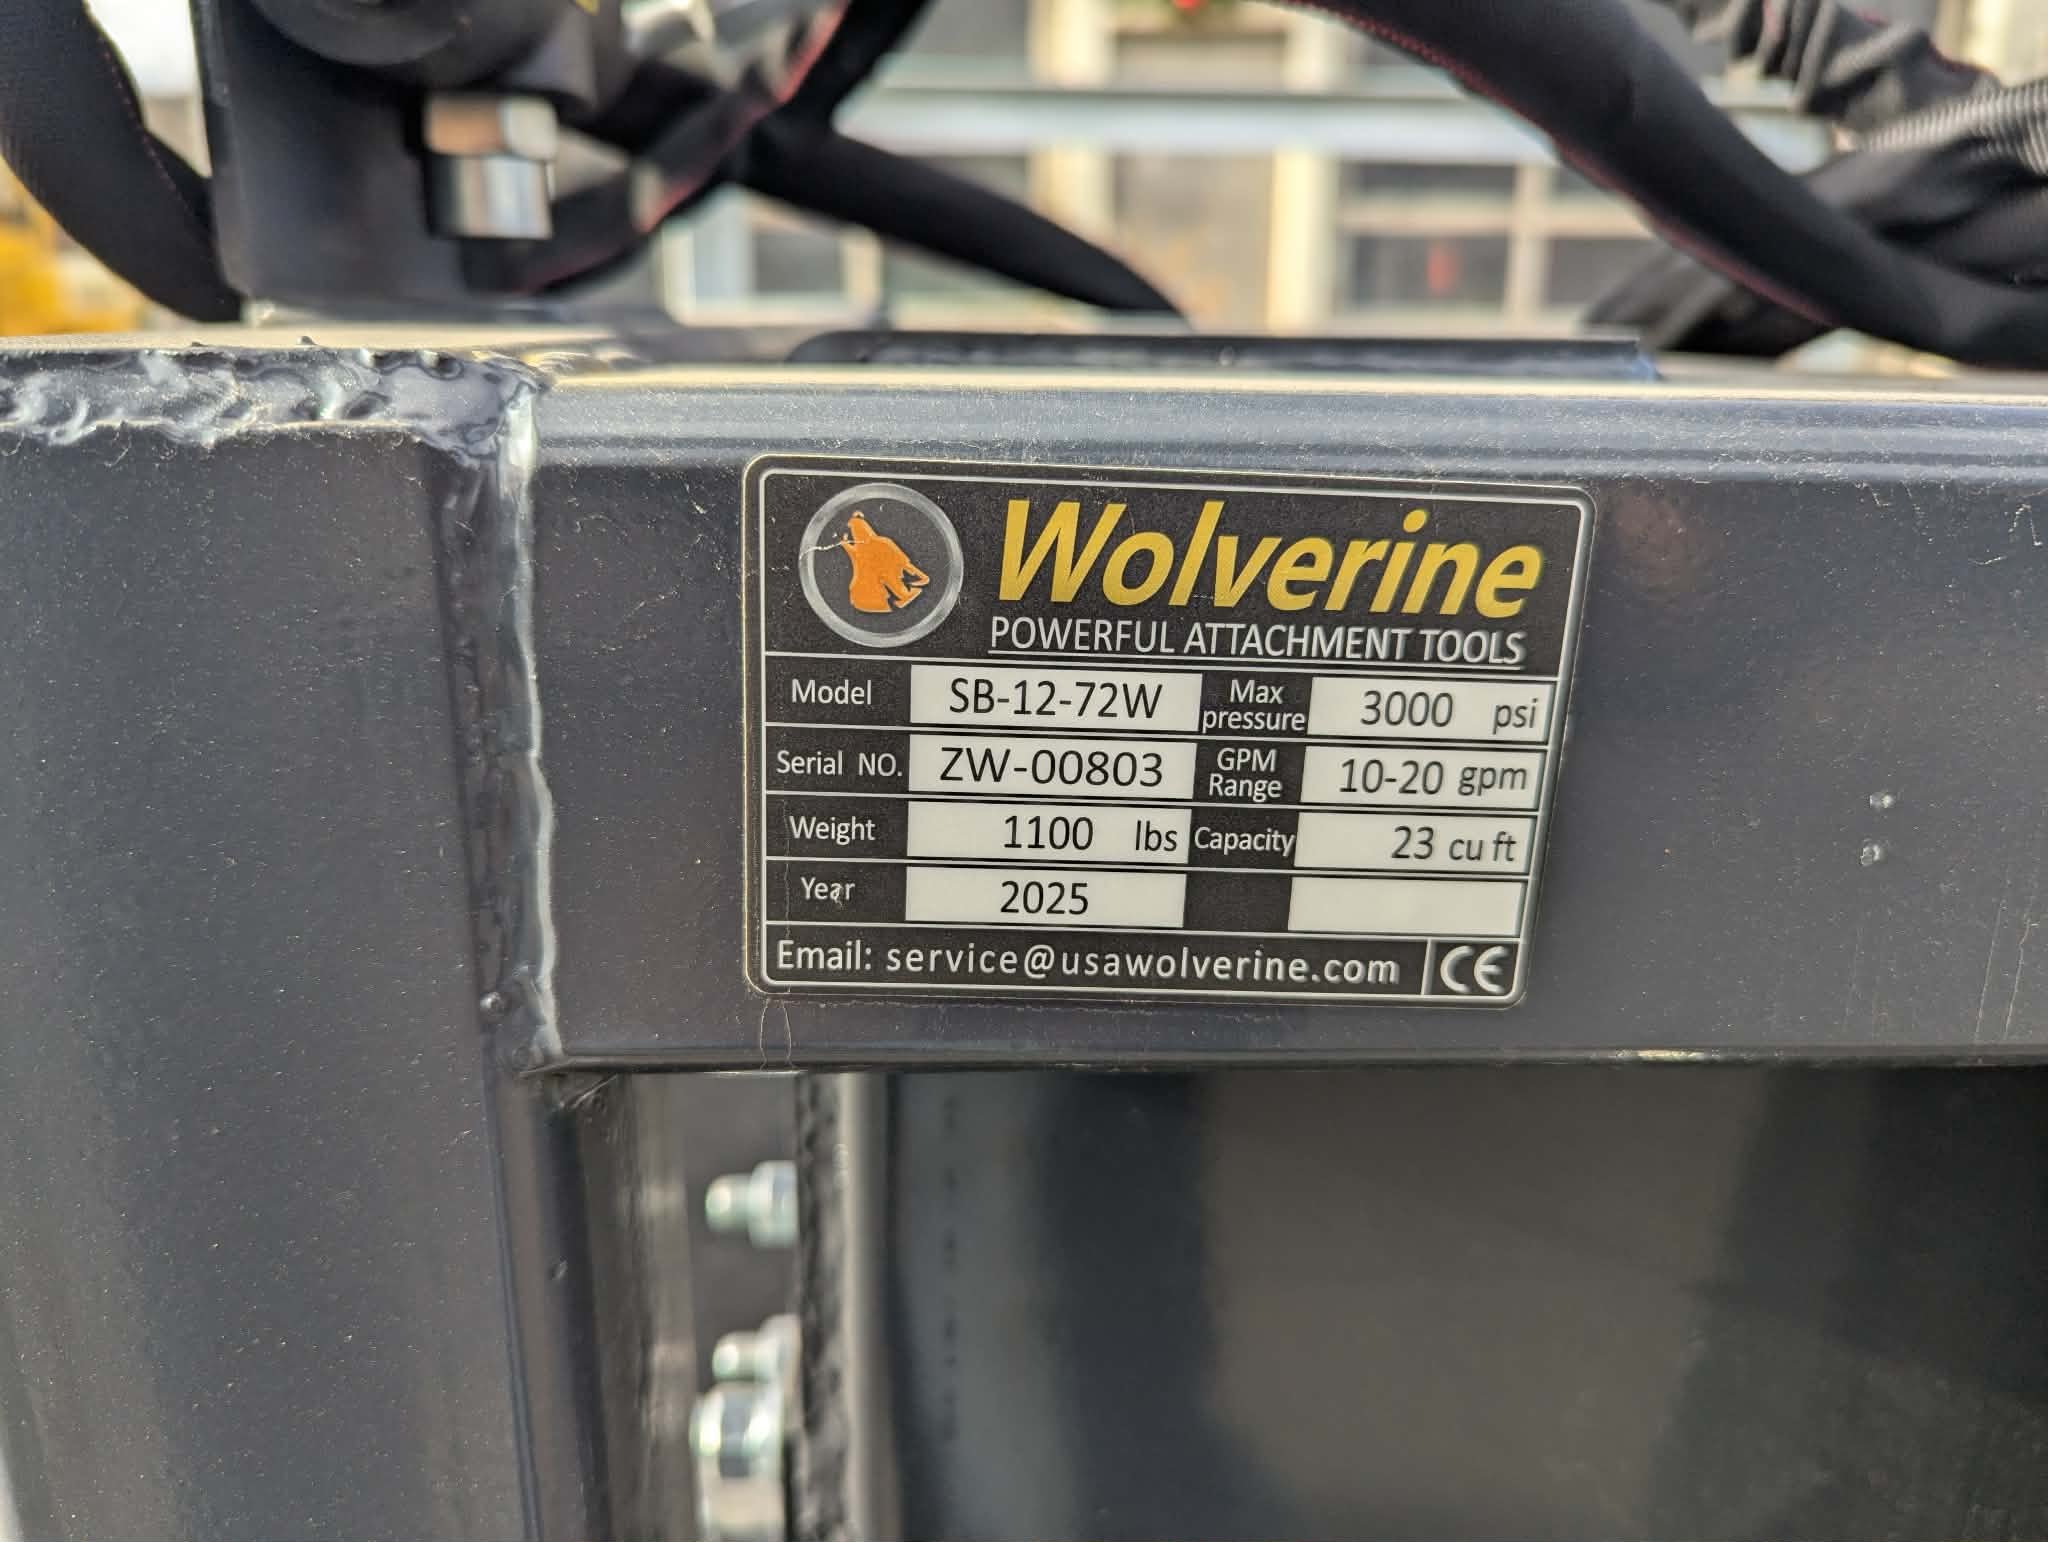 Wolverine
POWERFUL ATTACHMENT TOOLS
Model SB-12-72W Max pressure 3000 psi
Serial NO. ZW-00803 GPM Range 10-20 gpm
Weight 1100 lbs Capacity 23 cu ft
Year 2025
Email: service@usawolverine.com CE